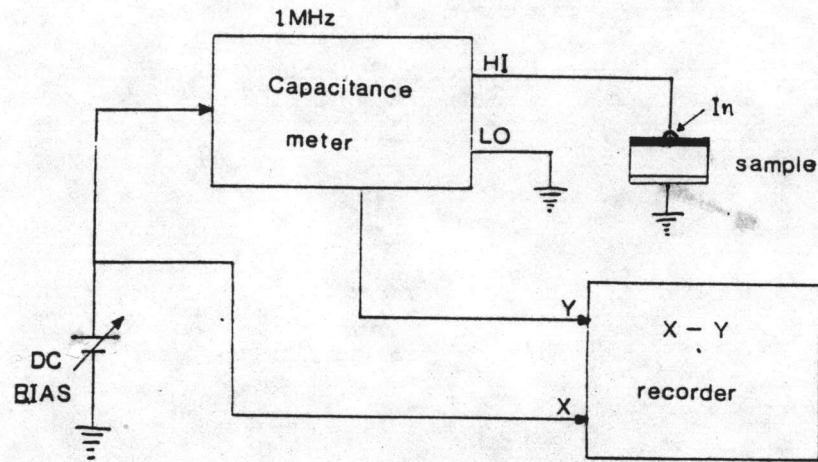 1MHz
Capacitance
meter
HI
LO
In
sample
DC
BIAS
Y
X
X - Y
recorder